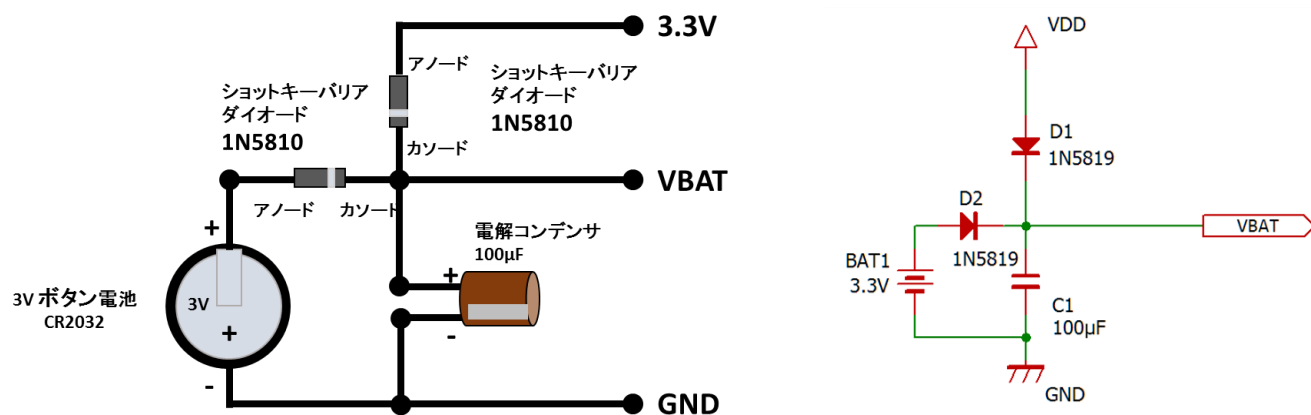 3.3V
アノード
ショットキーバリア
ダイオード
1N5810
ショットキーバリア
ダイオード
1N5810
カソード
VBAT
アノード
カソード
+
電解コンデンサ
100μF
+
-
3V ボタン電池
CR2032
3V
+
-
GND
VDD
D1
1N5819
D2
1N5819
VBAT
BAT1
3.3V
C1
100μF
GND